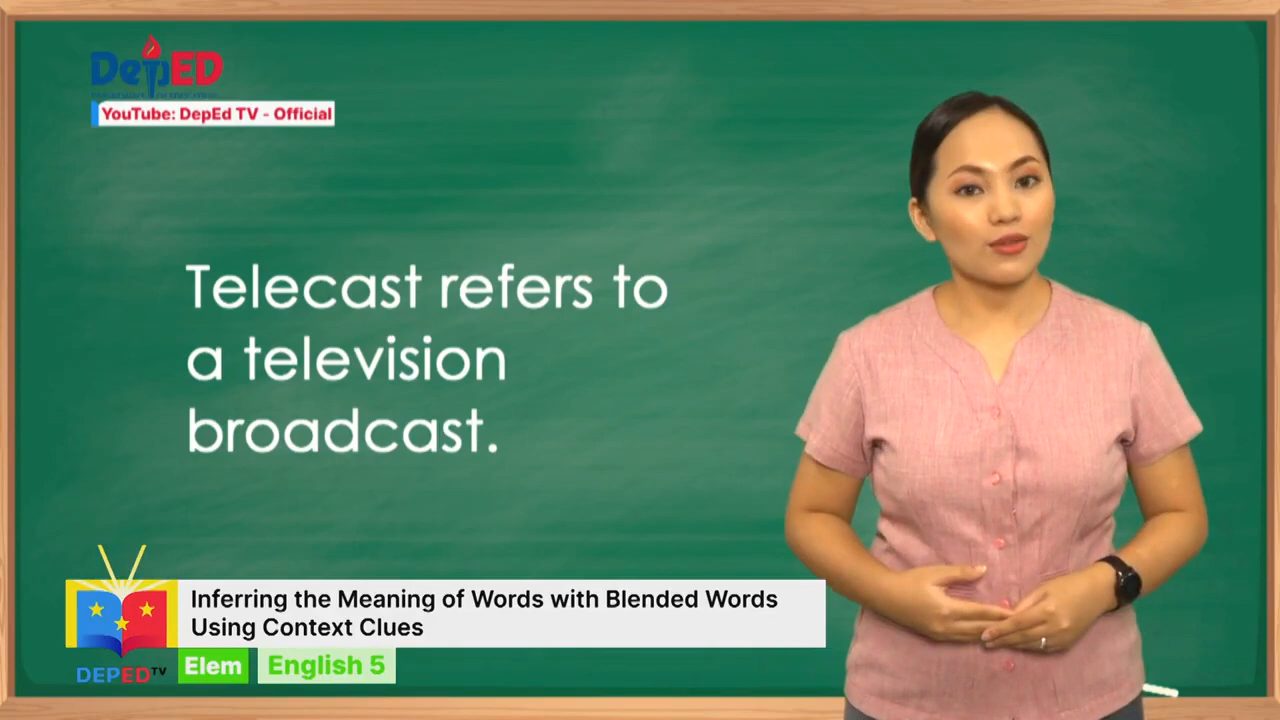 DepED
YouTube: DepEd TV - Official
Telecast refers to
a television
broadcast.
Inferring the Meaning of Words with Blended Words
Using Context Clues
DEPED TV
Elem
English 5